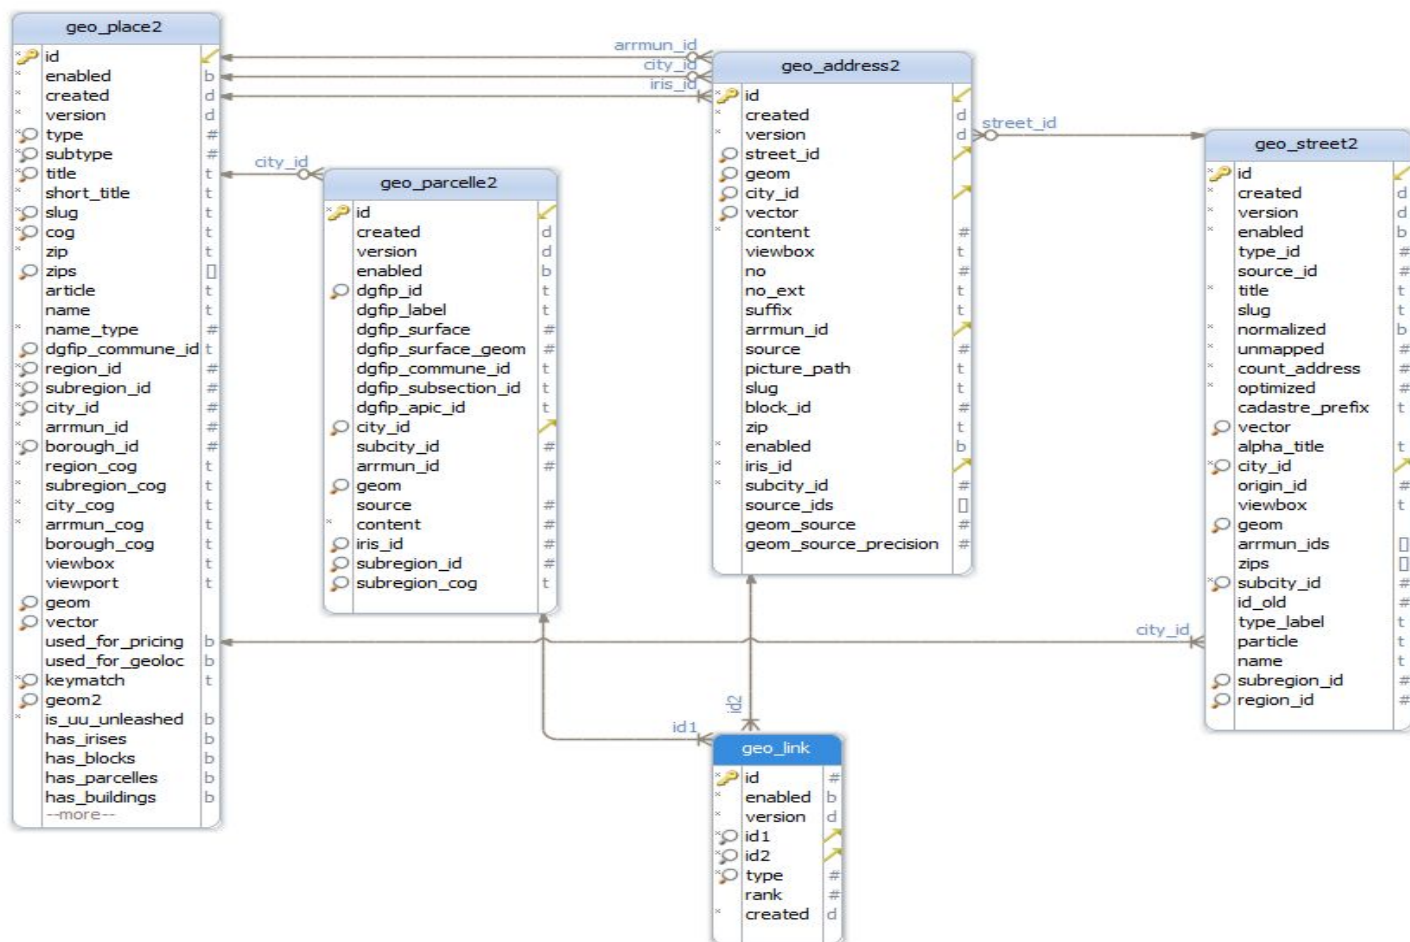 geo_place2
id
enabled b
created d
version d
type #
subtype #
title t
short_title t
slug t
cog t
zip t
zips []
article t
name t
name_type #
dgfip_commune_id t
region_id #
subregion_id #
city_id #
arrmun_id #
borough_id #
region_cog t
subregion_cog t
city_cog t
arrmun_cog t
borough_cog t
viewbox t
viewport t
geom
vector
used_for_pricing b
used_for_geoloc b
keymatch t
geom2
is_uu_unleashed b
has_irises b
has_blocks b
has_parcelles b
has_buildings b
--more--
arrmun_id
city_id
iris_id
city_id
geo_parcelle2
id
created d
version d
enabled b
dgfip_id t
dgfip_label t
dgfip_surface #
dgfip_surface_geom #
dgfip_commune_id t
dgfip_subsection_id t
dgfip_apic_id t
city_id
subcity_id #
arrmun_id #
geom
source #
content #
iris_id #
subregion_id #
subregion_cog t
geo_address2
id
created d
version d
street_id
geom
city_id
vector
content #
viewbox t
no #
no_ext t
suffix t
arrmun_id
source #
picture_path t
slug t
block_id #
zip t
enabled b
iris_id
subcity_id #
source_ids []
geom_source #
geom_source_precision #
street_id
geo_street2
id
created d
version d
enabled b
type_id #
source_id #
title t
slug t
normalized b
unmapped #
count_address #
optimized #
cadastre_prefix t
vector
alpha_title t
city_id
origin_id #
viewbox t
geom
arrmun_ids []
zips []
subcity_id #
id_old #
type_label t
particle t
name t
subregion_id #
region_id #
city_id
id1
id2
geo_link
id #
enabled b
version d
id1
id2
type #
rank #
created d